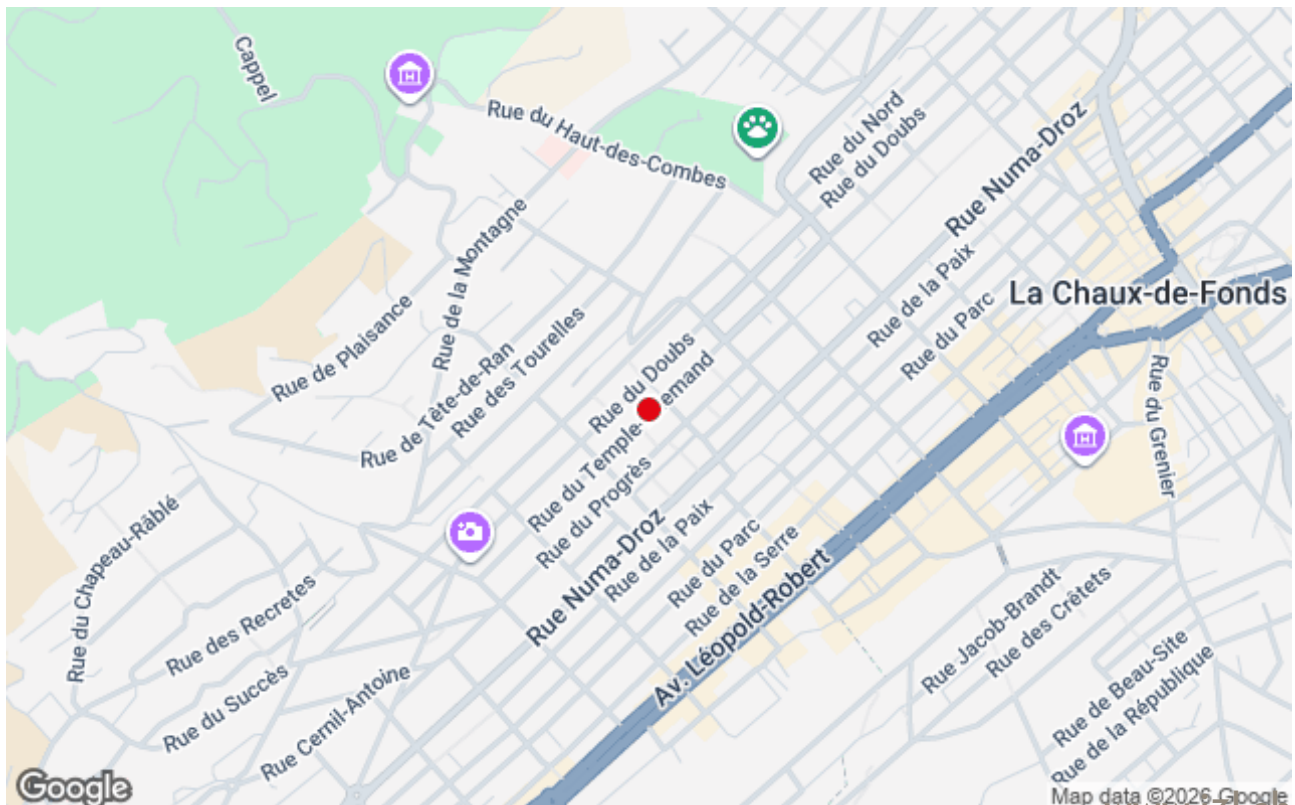 Cappel
Rue du Haut-des-Combes
Rue du Nord
Rue du Doubs
Rue Numa-Droz
Rue de la Montagne
Rue de la Paix
Rue du Parc
La Chaux-de-Fonds
Rue de Plaisance
Rue de Tête-de-Ran
Rue des Tourelles
Rue du Doubs
Rue du Temple-
emand
Rue du Grenier
Rue du Progrès
Rue Numa-Droz
Rue de la Paix
Rue du Parc
Rue de la Serre
Av. Léopold-Robert
Rue du Chapeau-Râblé
Rue des Recretes
Rue du Succès
Rue Cernil-Antoine
Rue Jacob-Brandt
Rue des Crêtets
Rue de Beau-Site
Rue de la République
Google
Map data ©2026 Google